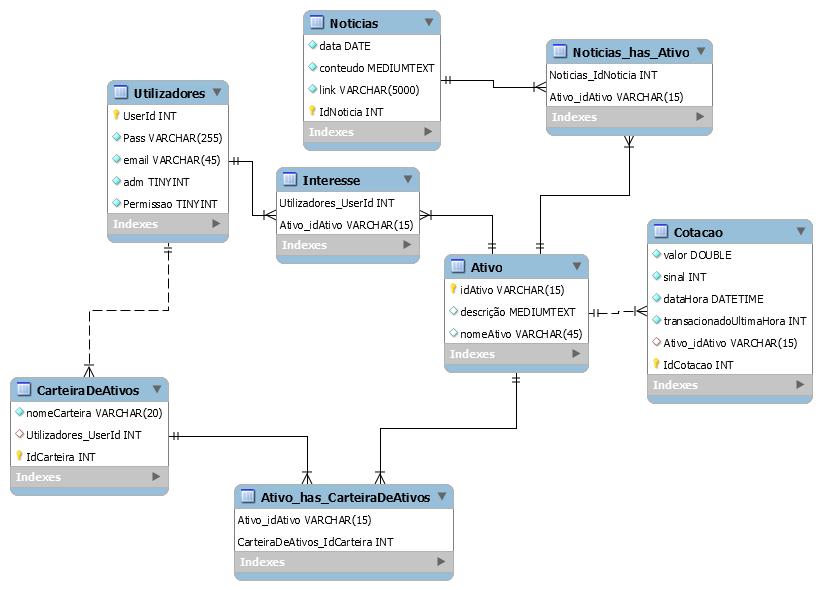 Noticias
data DATE
conteudo MEDIUMTEXT
link VARCHAR(5000)
IdNoticia INT
Indexes
Noticias_has_Ativo
Noticias_IdNoticia INT
Ativo_idAtivo VARCHAR(15)
Indexes
Utilizadores
UserId INT
Pass VARCHAR(255)
email VARCHAR(45)
adm TINYINT
Permissao TINYINT
Indexes
Interesse
Utilizadores_UserId INT
Ativo_idAtivo VARCHAR(15)
Indexes
Ativo
idAtivo VARCHAR(15)
descrição MEDIUMTEXT
nomeAtivo VARCHAR(45)
Indexes
Cotacao
valor DOUBLE
sinal INT
dataHora DATETIME
transacionadoUltimaHora INT
Ativo_idAtivo VARCHAR(15)
IdCotacao INT
Indexes
CarteiraDeAtivos
nomeCarteira VARCHAR(20)
Utilizadores_UserId INT
IdCarteira INT
Indexes
Ativo_has_CarteiraDeAtivos
Ativo_idAtivo VARCHAR(15)
CarteiraDeAtivos_IdCarteira INT
Indexes